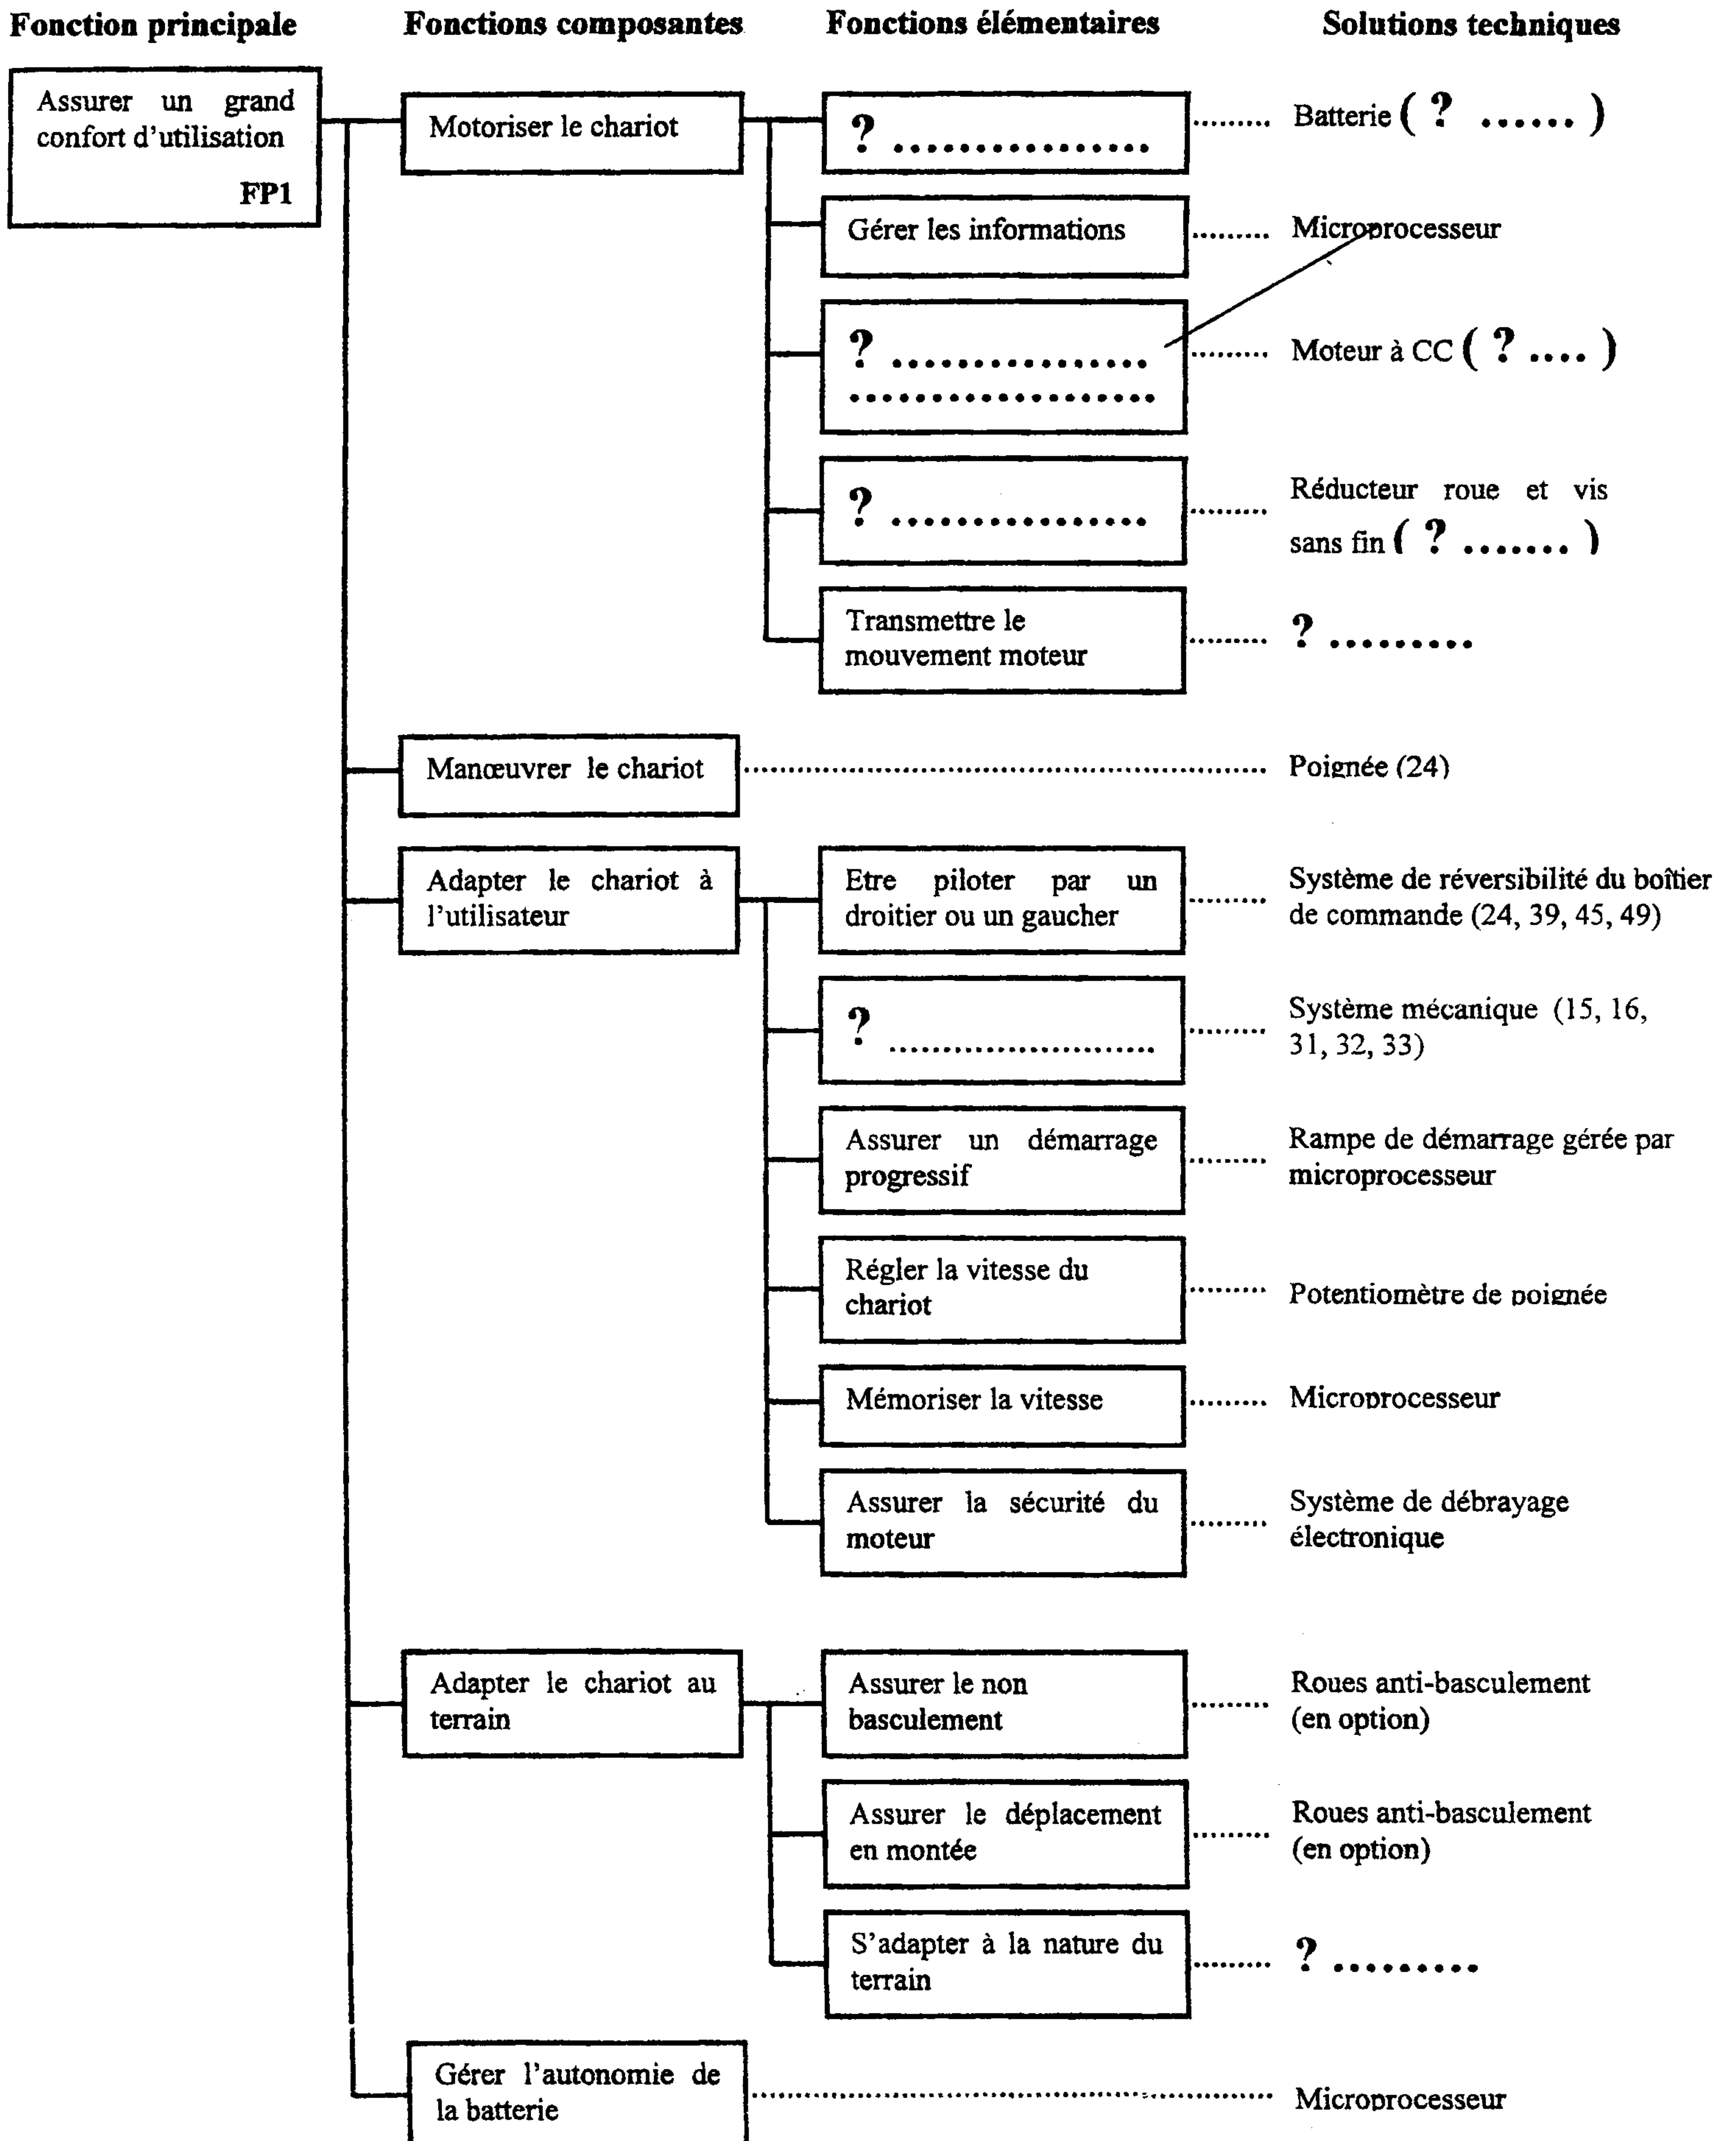 Fonction principale
Fonctions composantes
Fonctions élémentaires
Solutions techniques
Assurer un grand
confort d'utilisation
FP1
Motoriser le chariot
? ................
Batterie ( ? ...... )
Gérer les informations
Microprocesseur
? ................
...................
Moteur à CC ( ? .... )
? ................
Réducteur roue et vis
sans fin ( ? ....... )
Transmettre le
mouvement moteur
? .........
Manœuvrer le chariot
Poignée (24)
Adapter le chariot à
l'utilisateur
Etre piloter par un
droitier ou un gaucher
Système de réversibilité du boîtier
de commande (24, 39, 45, 49)
? .........................
Système mécanique (15, 16,
31, 32, 33)
Assurer un démarrage
progressif
Rampe de démarrage gérée par
microprocesseur
Régler la vitesse du
chariot
Potentiomètre de poignée
Mémoriser la vitesse
Microprocesseur
Assurer la sécurité du
moteur
Système de débrayage
électronique
Adapter le chariot au
terrain
Assurer le non
basculement
Roues anti-basculement
(en option)
Assurer le déplacement
en montée
Roues anti-basculement
(en option)
S'adapter à la nature du
terrain
? .........
Gérer l'autonomie de
la batterie
Microprocesseur